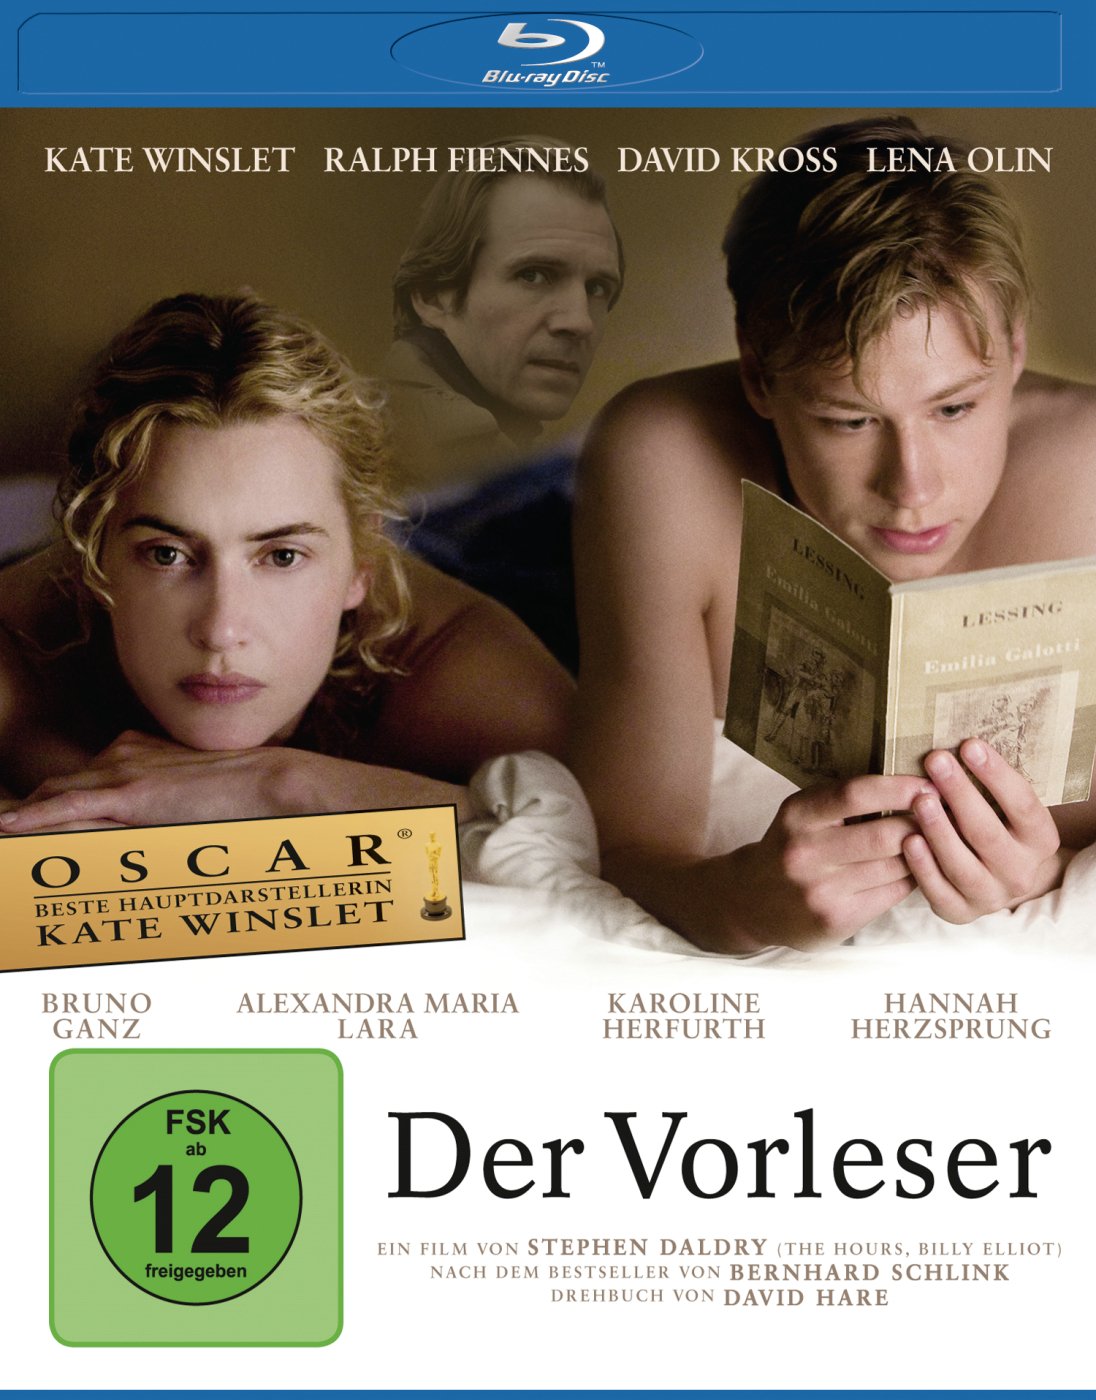 Blu-ray Disc™
KATE WINSLET RALPH FIENNES DAVID KROSS LENA OLIN
LESSING
Emilia Galotti
LESSING
Emilia Galotti
OSCAR®
BESTE HAUPTDARSTELLERIN
KATE WINSLET
BRUNO GANZ
ALEXANDRA MARIA LARA
KAROLINE HERFURTH
HANNAH HERZSPRUNG
FSK
ab
12
freigegeben
Der Vorleser
EIN FILM VON STEPHEN DALDRY (THE HOURS, BILLY ELLIOT)
NACH DEM BESTSELLER VON BERNHARD SCHLINK
DREHBUCH VON DAVID HARE